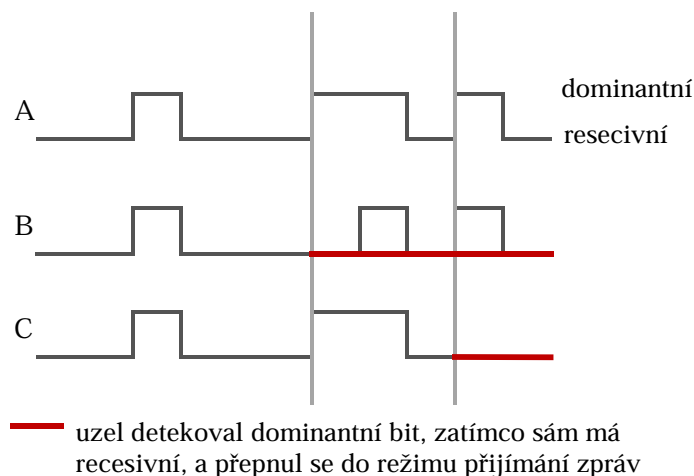 A
dominantní
resecivní
B
C
uzel detekoval dominantní bit, zatímco sám má
recesivní, a přepnul se do režimu přijímání zpráv